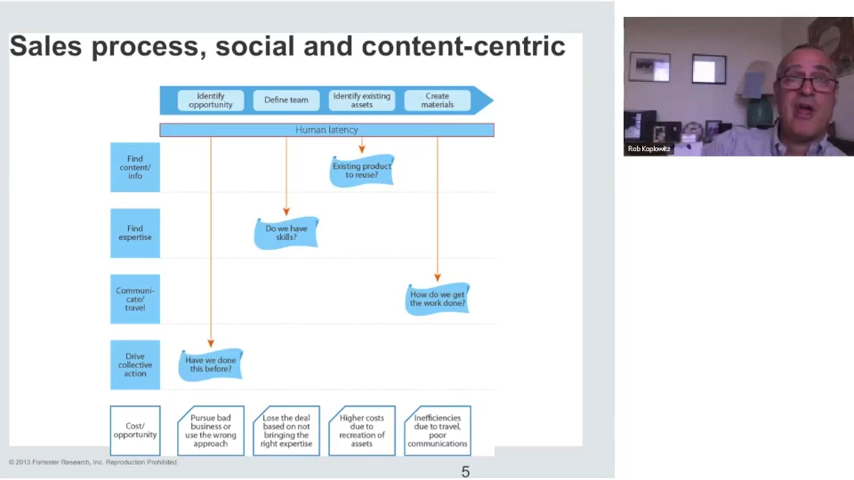 Sales process, social and content-centric
Identify
opportunity
Define team
Identify existing
assets
Create
materials
Human latency
Find
content/
info
Existing product
to reuse?
Find
expertise
Do we have
skills?
Communi-
cate/
travel
How do we get
the work done?
Drive
collective
action
Have we done
this before?
Cost/
opportunity
Pursue bad
business or
use the wrong
approach
Lose the deal
based on not
bringing the
right expertise
Higher costs
due to
recreation of
assets
Inefficiencies
due to travel,
poor
communications
© 2013 Forrester Research, Inc. Reproduction Prohibited
5
Rob Koplowitz